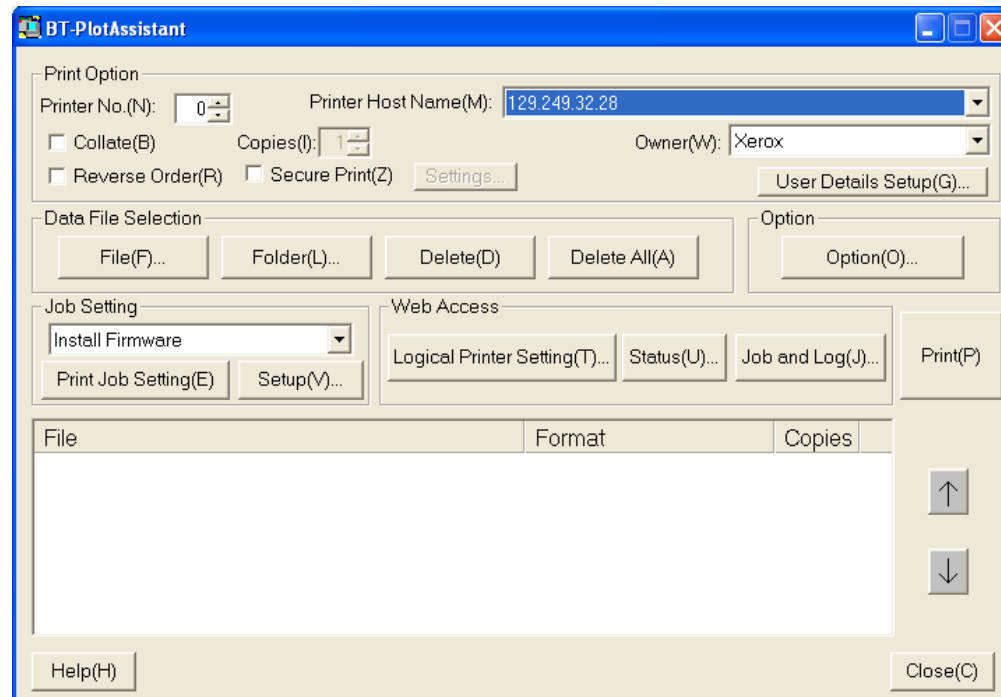 BT-PlotAssistant
Print Option
Printer No.(N): 0 Printer Host Name(M): 129.249.32.28
Collate(B) Copies(I): 1 Owner(W): Xerox
Reverse Order(R) Secure Print(Z) Settings... User Details Setup(G)...
Data File Selection Option
File(F)... Folder(L)... Delete(D) Delete All(A) Option(O)...
Job Setting Web Access
Install Firmware
Logical Printer Setting(T)... Status(U)... Job and Log(J)... Print(P)
Print Job Setting(E) Setup(V)...
File Format Copies
Help(H) Close(C)